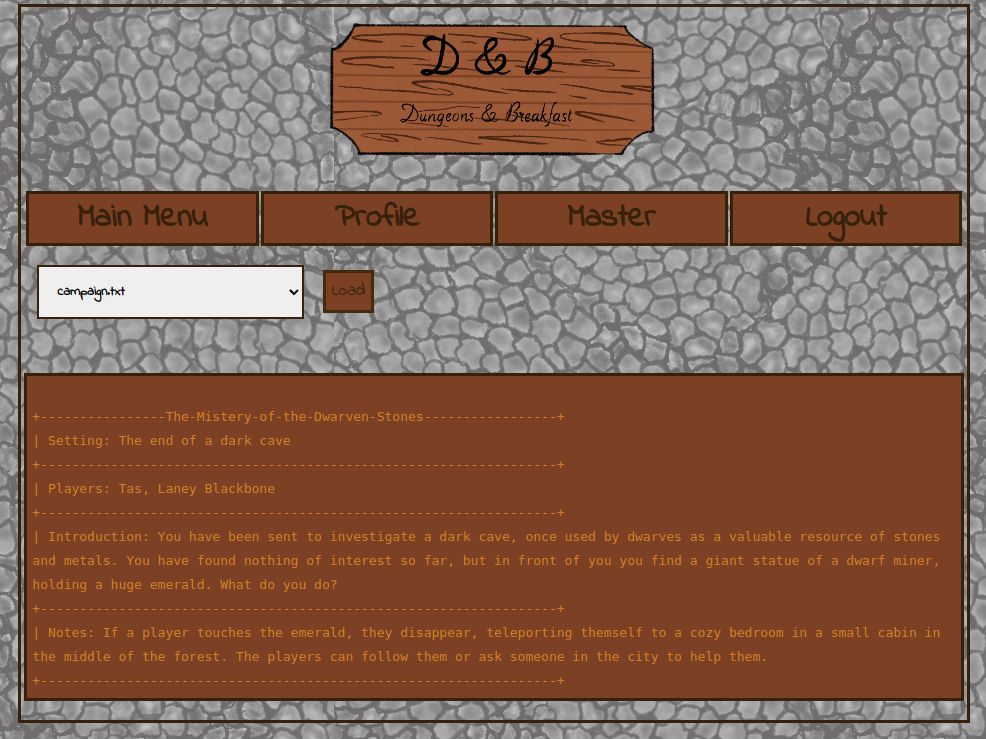 D & B
Dungeons & Breakfast
Main Menu Profile Master Logout
campaign.txt Load
+----------------The-Mistery-of-the-Dwarven-Stones-----------------+
| Setting: The end of a dark cave
+------------------------------------------------------------------+
| Players: Tas, Laney Blackbone
+------------------------------------------------------------------+
| Introduction: You have been sent to investigate a dark cave, once used by dwarves as a valuable resource of stones
and metals. You have found nothing of interest so far, but in front of you you find a giant statue of a dwarf miner,
holding a huge emerald. What do you do?
+------------------------------------------------------------------+
| Notes: If a player touches the emerald, they disappear, teleporting themself to a cozy bedroom in a small cabin in
the middle of the forest. The players can follow them or ask someone in the city to help them.
+------------------------------------------------------------------+